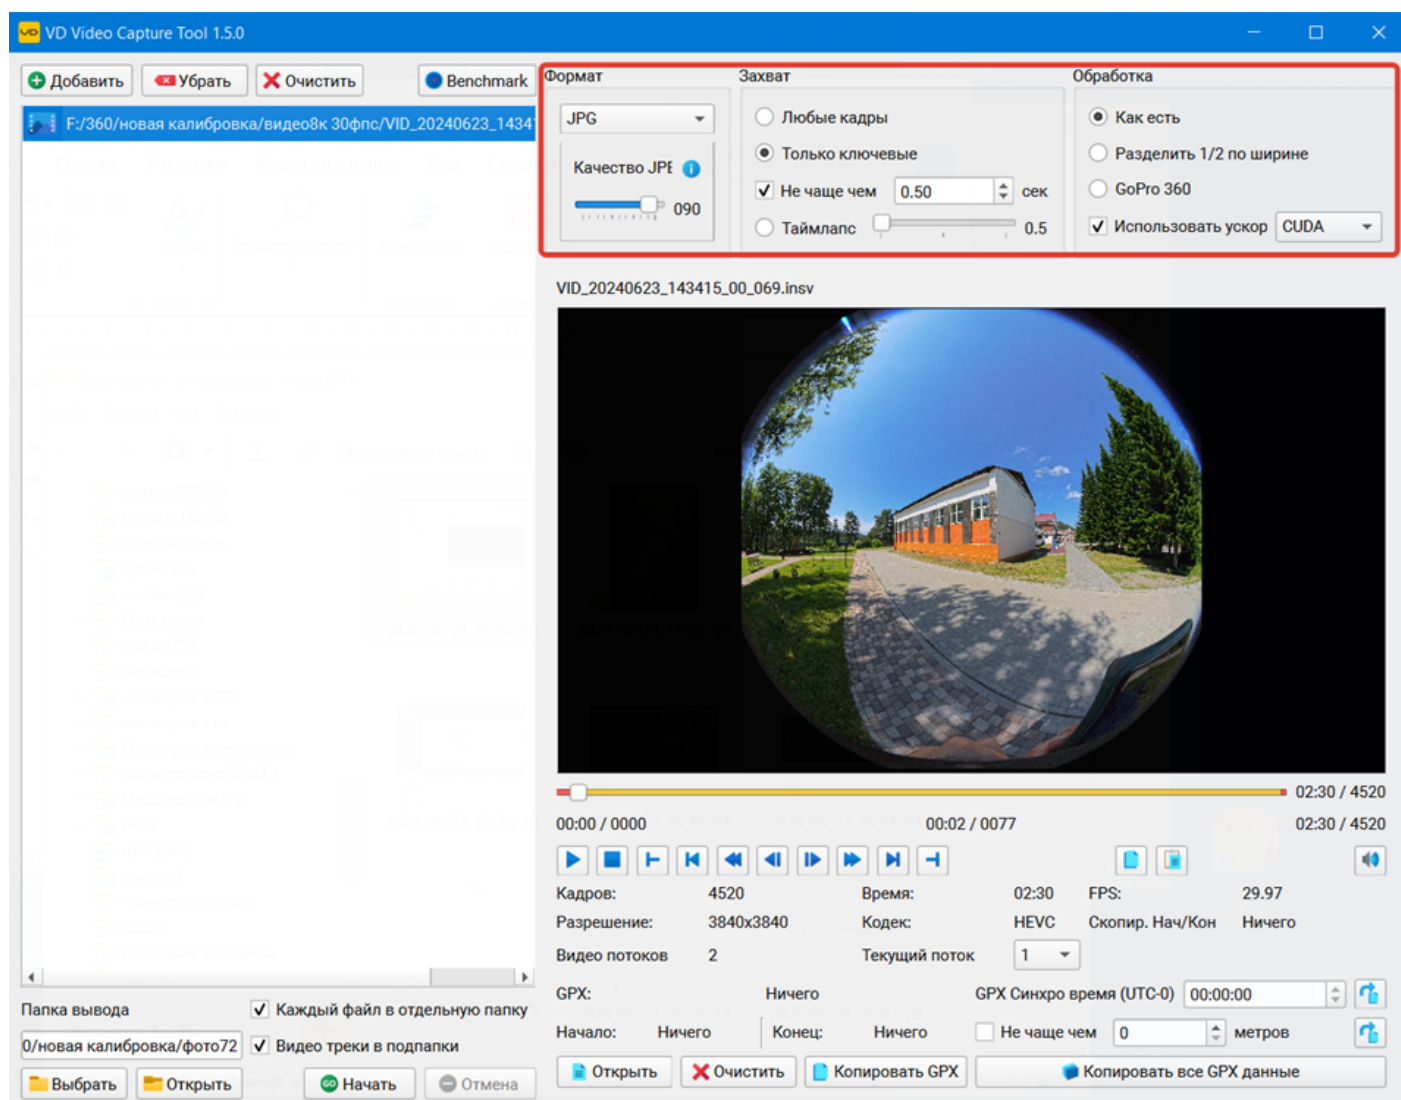 VD Video Capture Tool 1.5.0
Добавить Убрать Очистить Benchmark
F:/360/новая калибровка/видео8к 30фпс/VID_20240623_1434
Формат Захват Обработка
JPG
Качество JPE
090
Любые кадры
Только ключевые
Не чаще чем 0.50 сек
Таймлапс 0.5
Как есть
Разделить 1/2 по ширине
GoPro 360
Использовать ускор CUDA
VID_20240623_143415_00_069.insv
02:30 / 4520
00:00 / 0000 00:02 / 0077 02:30 / 4520
Кадров: 4520 Время: 02:30 FPS: 29.97
Разрешение: 3840x3840 Кодек: HEVC Скопир. Нач/Кон Ничего
Видео потоков 2 Текущий поток 1
GPX: Ничего GPX Синхро время (UTC-0) 00:00:00
Начало: Ничего Конец: Ничего Не чаще чем 0 метров
Открыть Очистить Копировать GPX Копировать все GPX данные
Папка вывода Каждый файл в отдельную папку
0/новая калибровка/фото72 Видео треки в подпапки
Выбрать Открыть Начать Отмена